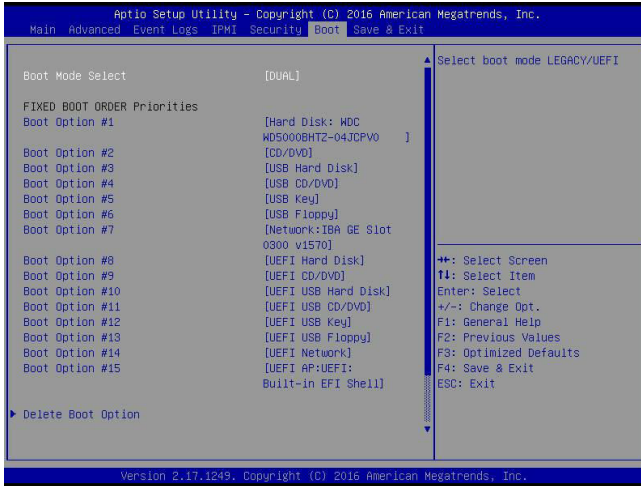 Aptio Setup Utility – Copyright (C) 2016 American Megatrends, Inc.
Main Advanced Event Logs IPMI Security Boot Save & Exit
Boot Mode Select [DUAL]
FIXED BOOT ORDER Priorities
Boot Option #1 [Hard Disk: WDC
WD5000BHTZ-04JCPV0 ]
Boot Option #2 [CD/DVD]
Boot Option #3 [USB Hard Disk]
Boot Option #4 [USB CD/DVD]
Boot Option #5 [USB Key]
Boot Option #6 [USB Floppy]
Boot Option #7 [Network:IBA GE Slot
0300 v1570]
Boot Option #8 [UEFI Hard Disk]
Boot Option #9 [UEFI CD/DVD]
Boot Option #10 [UEFI USB Hard Disk]
Boot Option #11 [UEFI USB CD/DVD]
Boot Option #12 [UEFI USB Key]
Boot Option #13 [UEFI USB Floppy]
Boot Option #14 [UEFI Network]
Boot Option #15 [UEFI AP:UEFI:
Built-in EFI Shell]
Delete Boot Option
Select boot mode LEGACY/UEFI
→←: Select Screen
↑↓: Select Item
Enter: Select
+/-: Change Opt.
F1: General Help
F2: Previous Values
F3: Optimized Defaults
F4: Save & Exit
ESC: Exit
Version 2.17.1249. Copyright (C) 2016 American Megatrends, Inc.